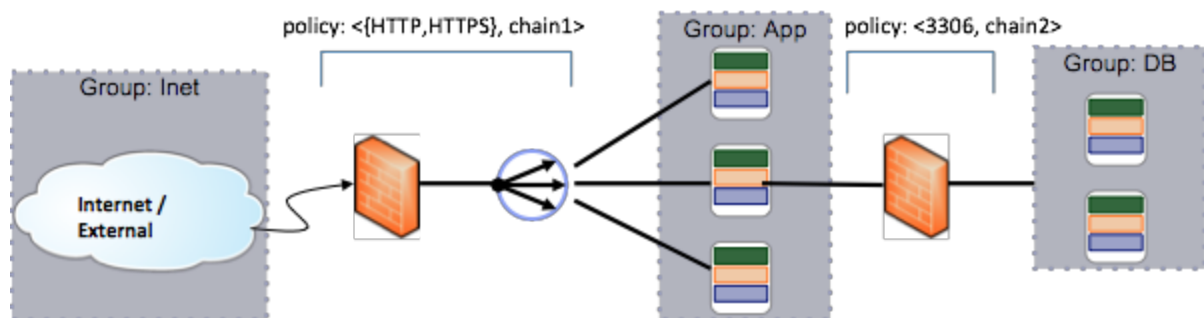 policy: <{HTTP,HTTPS}, chain1>
Group: App
policy: <3306, chain2>
Group: Inet
Group: DB
Internet /
External